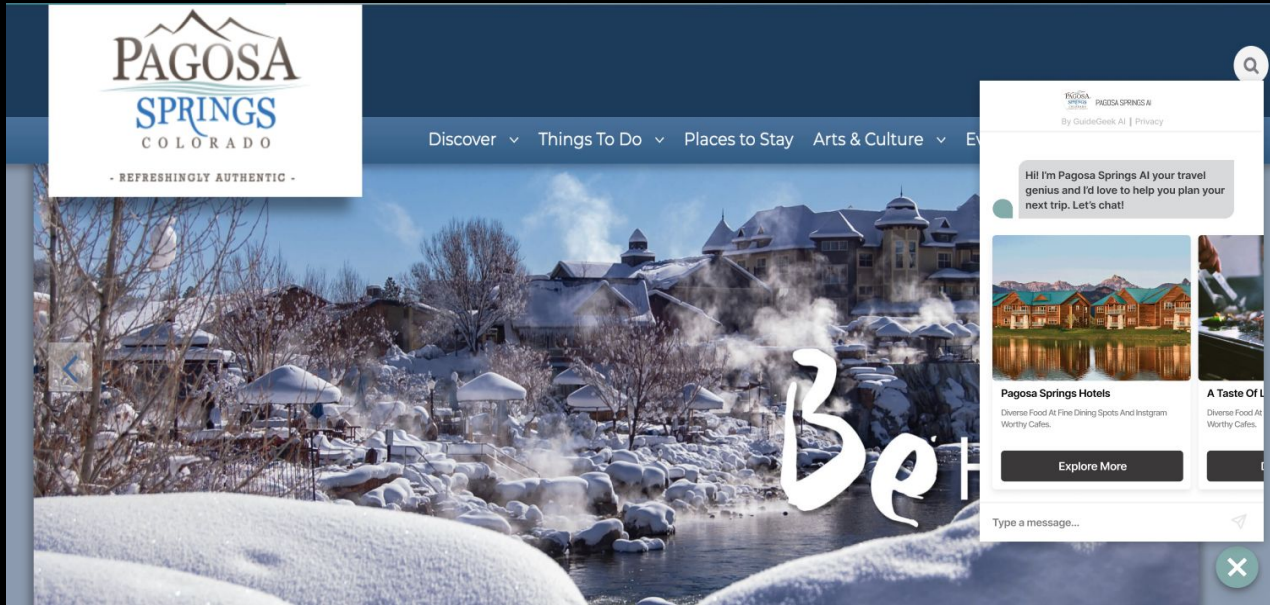 PAGOSA
SPRINGS
COLORADO
- REFRESHINGLY AUTHENTIC -
Discover Things To Do Places to Stay Arts & Culture
Be
PAGOSA
SPRINGS
PAGOSA SPRINGS AI
By GuideGeek AI | Privacy
Hi! I'm Pagosa Springs AI your travel
genius and I'd love to help you plan your
next trip. Let's chat!
Pagosa Springs Hotels
Diverse Food At Fine Dining Spots And Instgram
Worthy Cafes.
Explore More
A Taste Of L
Diverse Food At
Worthy Cafes.
Type a message...